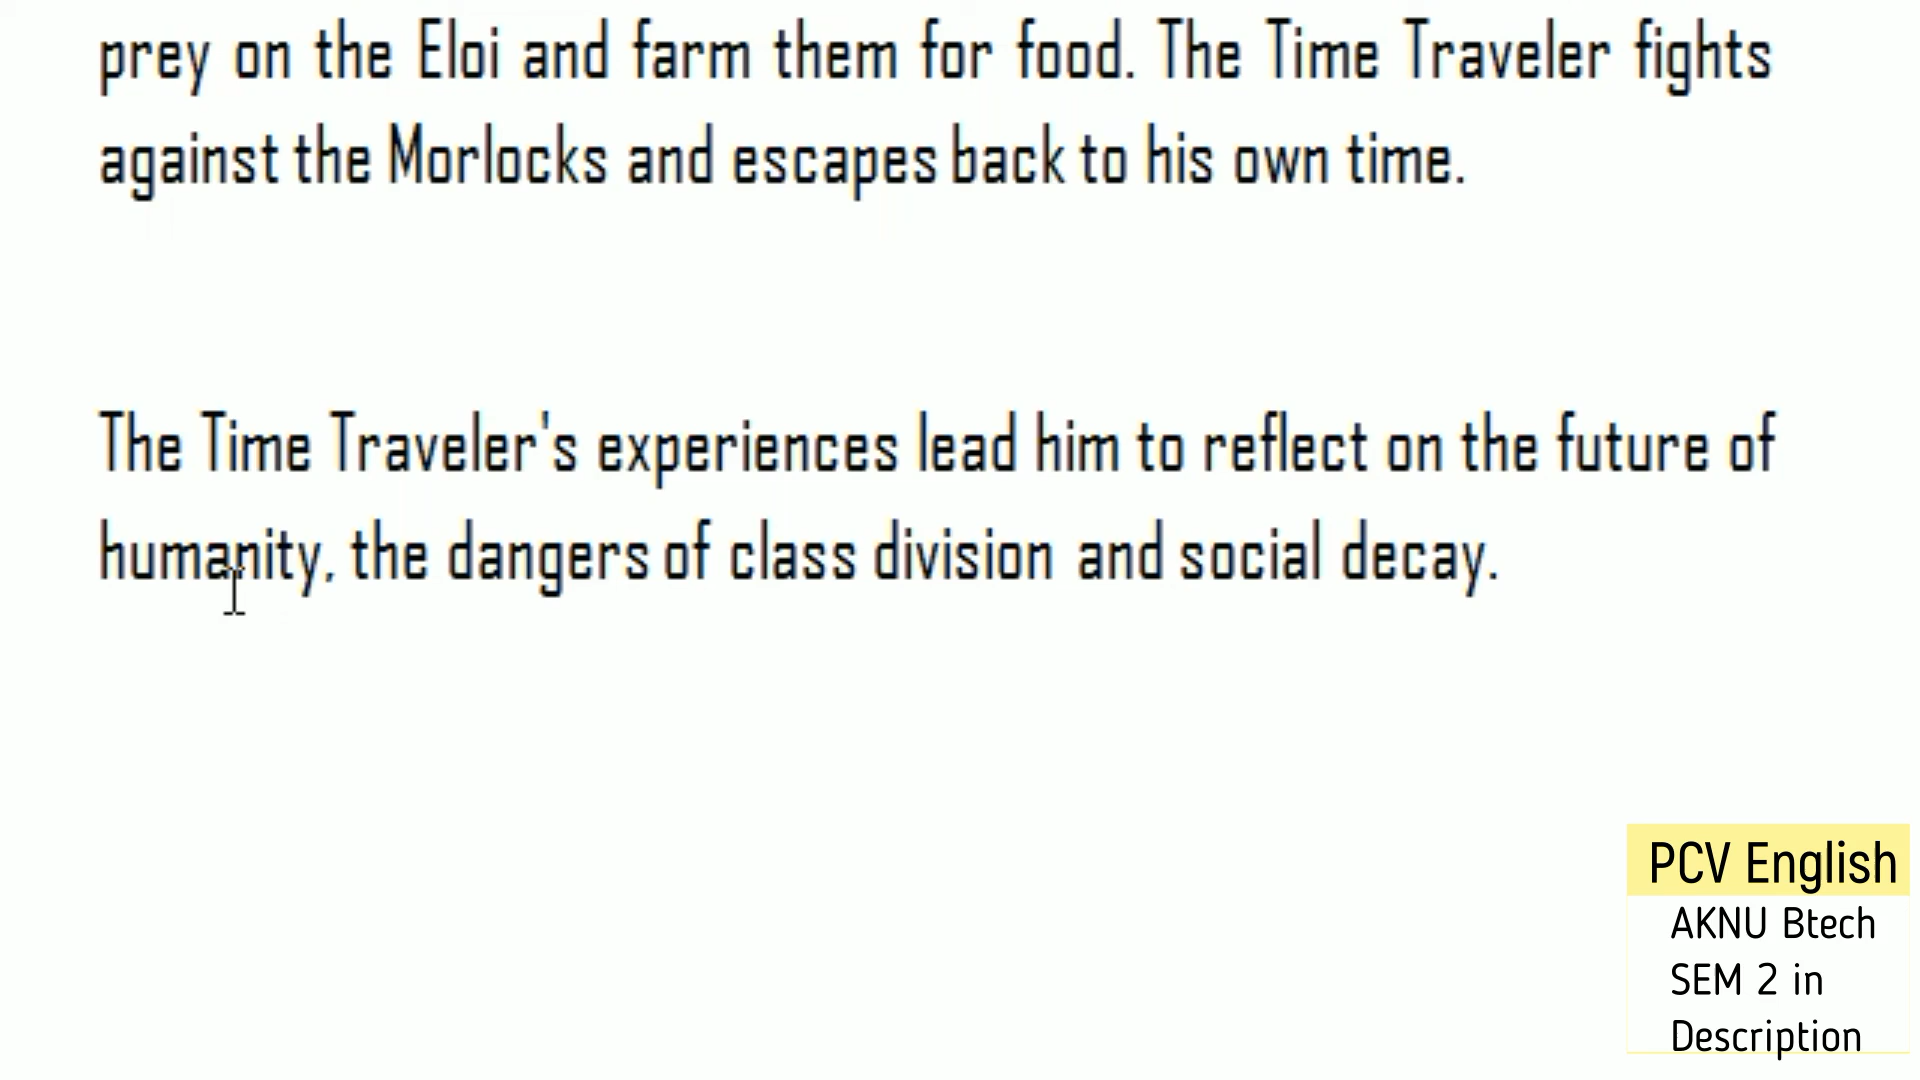 prey on the Eloi and farm them for food. The Time Traveler fights
against the Morlocks and escapes back to his own time.
The Time Traveler's experiences lead him to reflect on the future of
humanity, the dangers of class division and social decay.
PCV English
AKNU Btech
SEM 2 in
Description